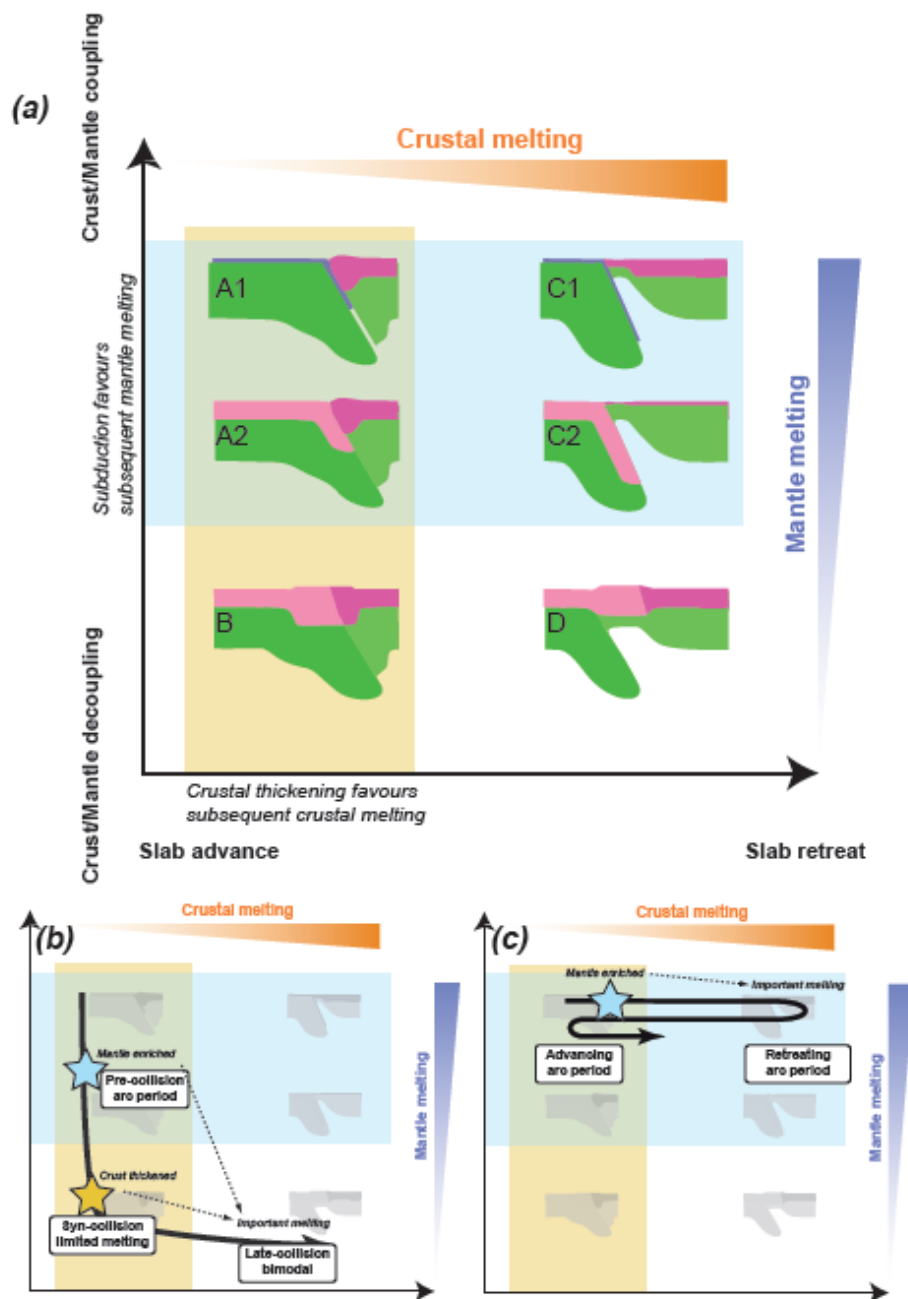 (a)
Crust/Mantle coupling
Crustal melting
Subduction favours
subsequent mantle melting
A1
C1
A2
C2
Mantle melting
B
D
Crust/Mantle decoupling
Crustal thickening favours
subsequent crustal melting
Slab advance
Slab retreat
(b)
Crustal melting
Mantle enriched
Pre-collision
arc period
Crust thickened
Important melting
Syn-collision
limited melting
Late-collision
bimodal
Mantle melting
(c)
Crustal melting
Mantle enriched
Important melting
Advancing
arc period
Retreating
arc period
Mantle melting